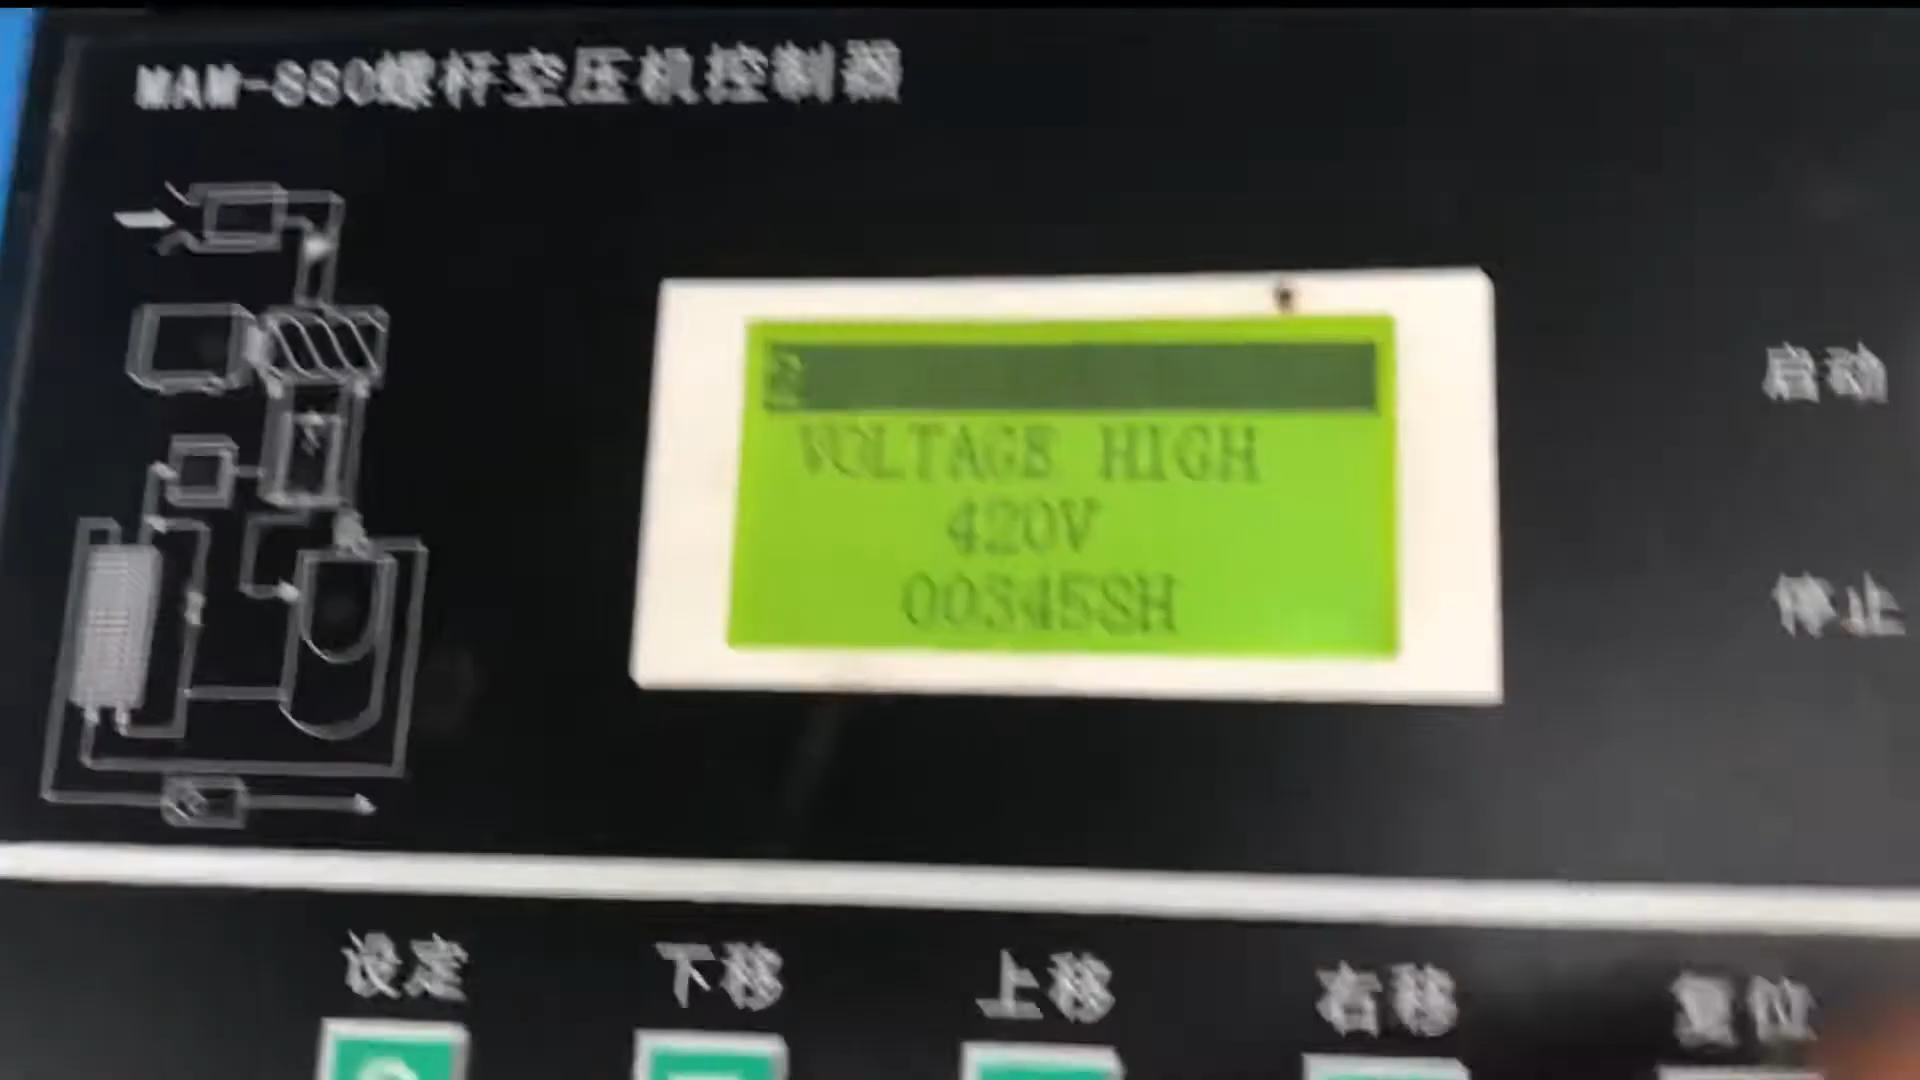 MAM-880螺杆空压机控制器
2
VOLTAGE HIGH
420V
00345SH
启动
停止
设定
下移
上移
右移
复位